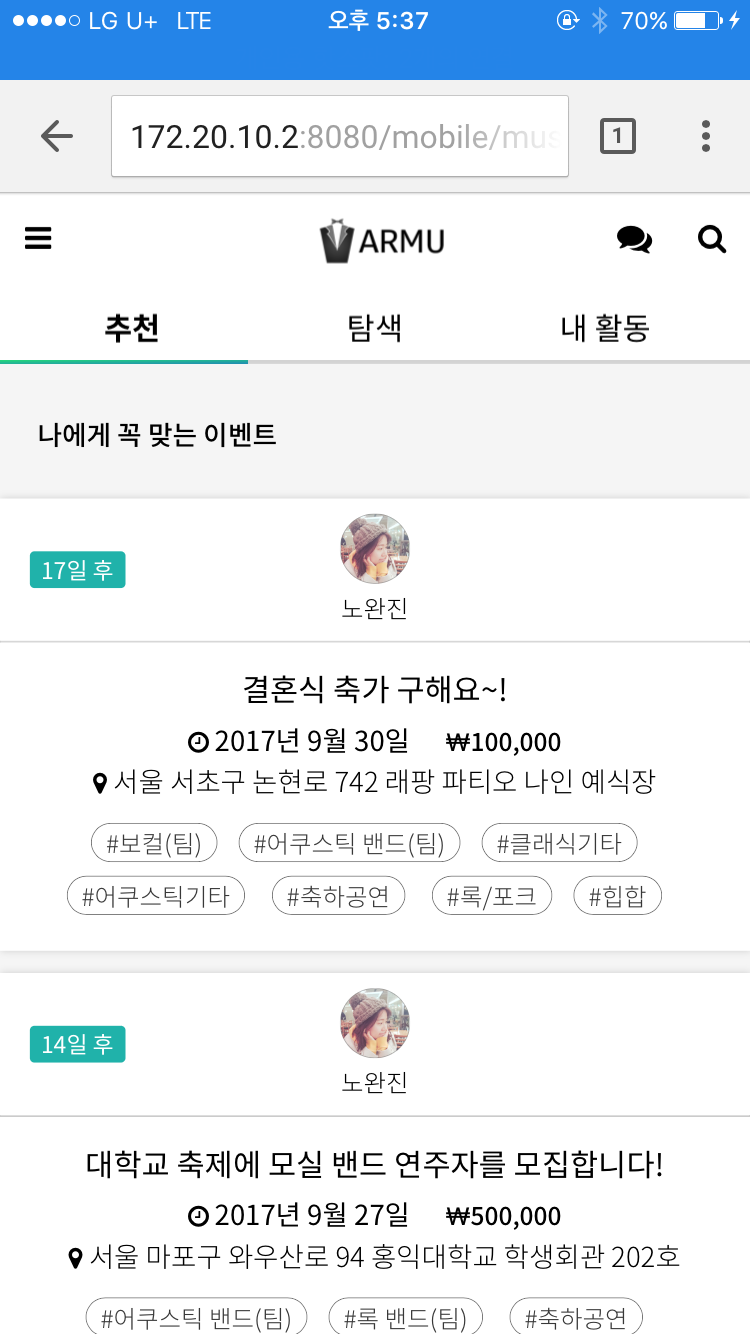 LG U+ LTE 오후 5:37 70%
172.20.10.2:8080/mobile/mus 1
ARMU
추천 탐색 내 활동
나에게 꼭 맞는 이벤트
17일 후
노완진
결혼식 축가 구해요~!
2017년 9월 30일 ₩100,000
서울 서초구 논현로 742 래팡 파티오 나인 예식장
#보컬(팀) #어쿠스틱 밴드(팀) #클래식기타
#어쿠스틱기타 #축하공연 #록/포크 #힙합
14일 후
노완진
대학교 축제에 모실 밴드 연주자를 모집합니다!
2017년 9월 27일 ₩500,000
서울 마포구 와우산로 94 홍익대학교 학생회관 202호
#어쿠스틱 밴드(팀) #록 밴드(팀) #축하공연